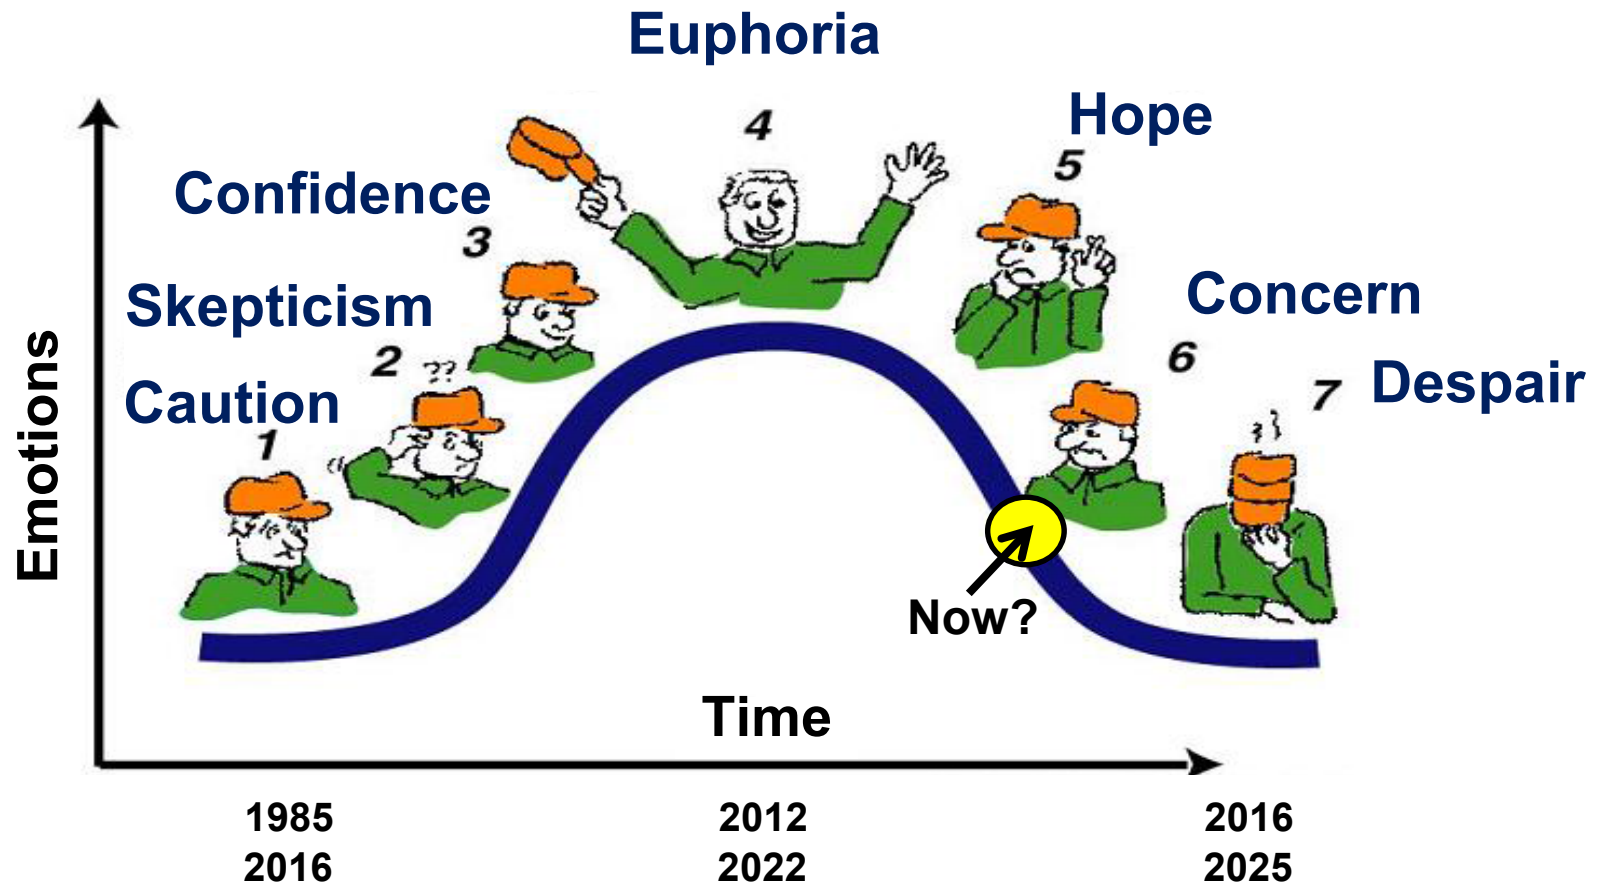 Euphoria
4
Hope
5
Confidence
3
Skepticism
2
??
Caution
1
Concern
6
Despair
7
??
Emotions
Now?
Time
1985 2012 2016
2016 2022 2025